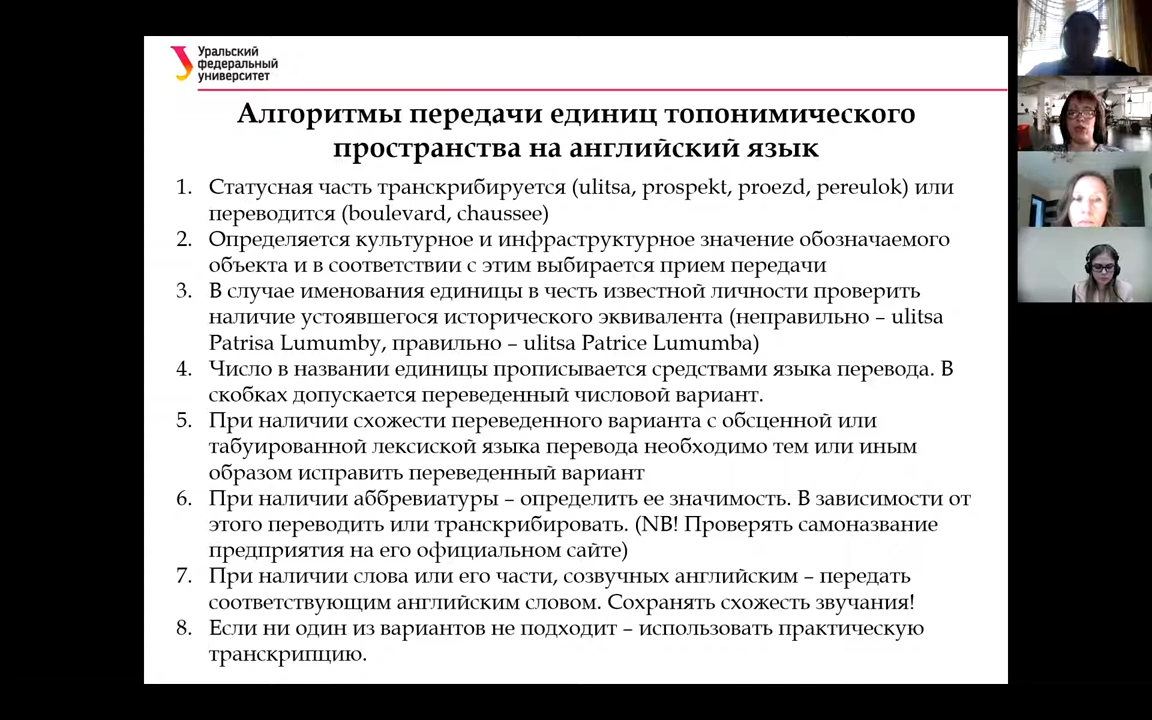 Уральский
федеральный
университет
Алгоритмы передачи единиц топонимического
пространства на английский язык
1. Статусная часть транскрибируется (ulitsa, prospekt, proezd, pereulok) или
переводится (boulevard, chaussee)
2. Определяется культурное и инфраструктурное значение обозначаемого
объекта и в соответствии с этим выбирается прием передачи
3. В случае именования единицы в честь известной личности проверить
наличие устоявшегося исторического эквивалента (неправильно – ulitsa
Patrisa Lumumby, правильно – ulitsa Patrice Lumumba)
4. Число в названии единицы прописывается средствами языка перевода. В
скобках допускается переведенный числовой вариант.
5. При наличии схожести переведенного варианта с обсценной или
табуированной лексиской языка перевода необходимо тем или иным
образом исправить переведенный вариант
6. При наличии аббревиатуры – определить ее значимость. В зависимости от
этого переводить или транскрибировать. (NB! Проверять самоназвание
предприятия на его официальном сайте)
7. При наличии слова или его части, созвучных английским – передать
соответствующим английским словом. Сохранять схожесть звучания!
8. Если ни один из вариантов не подходит – использовать практическую
транскрипцию.